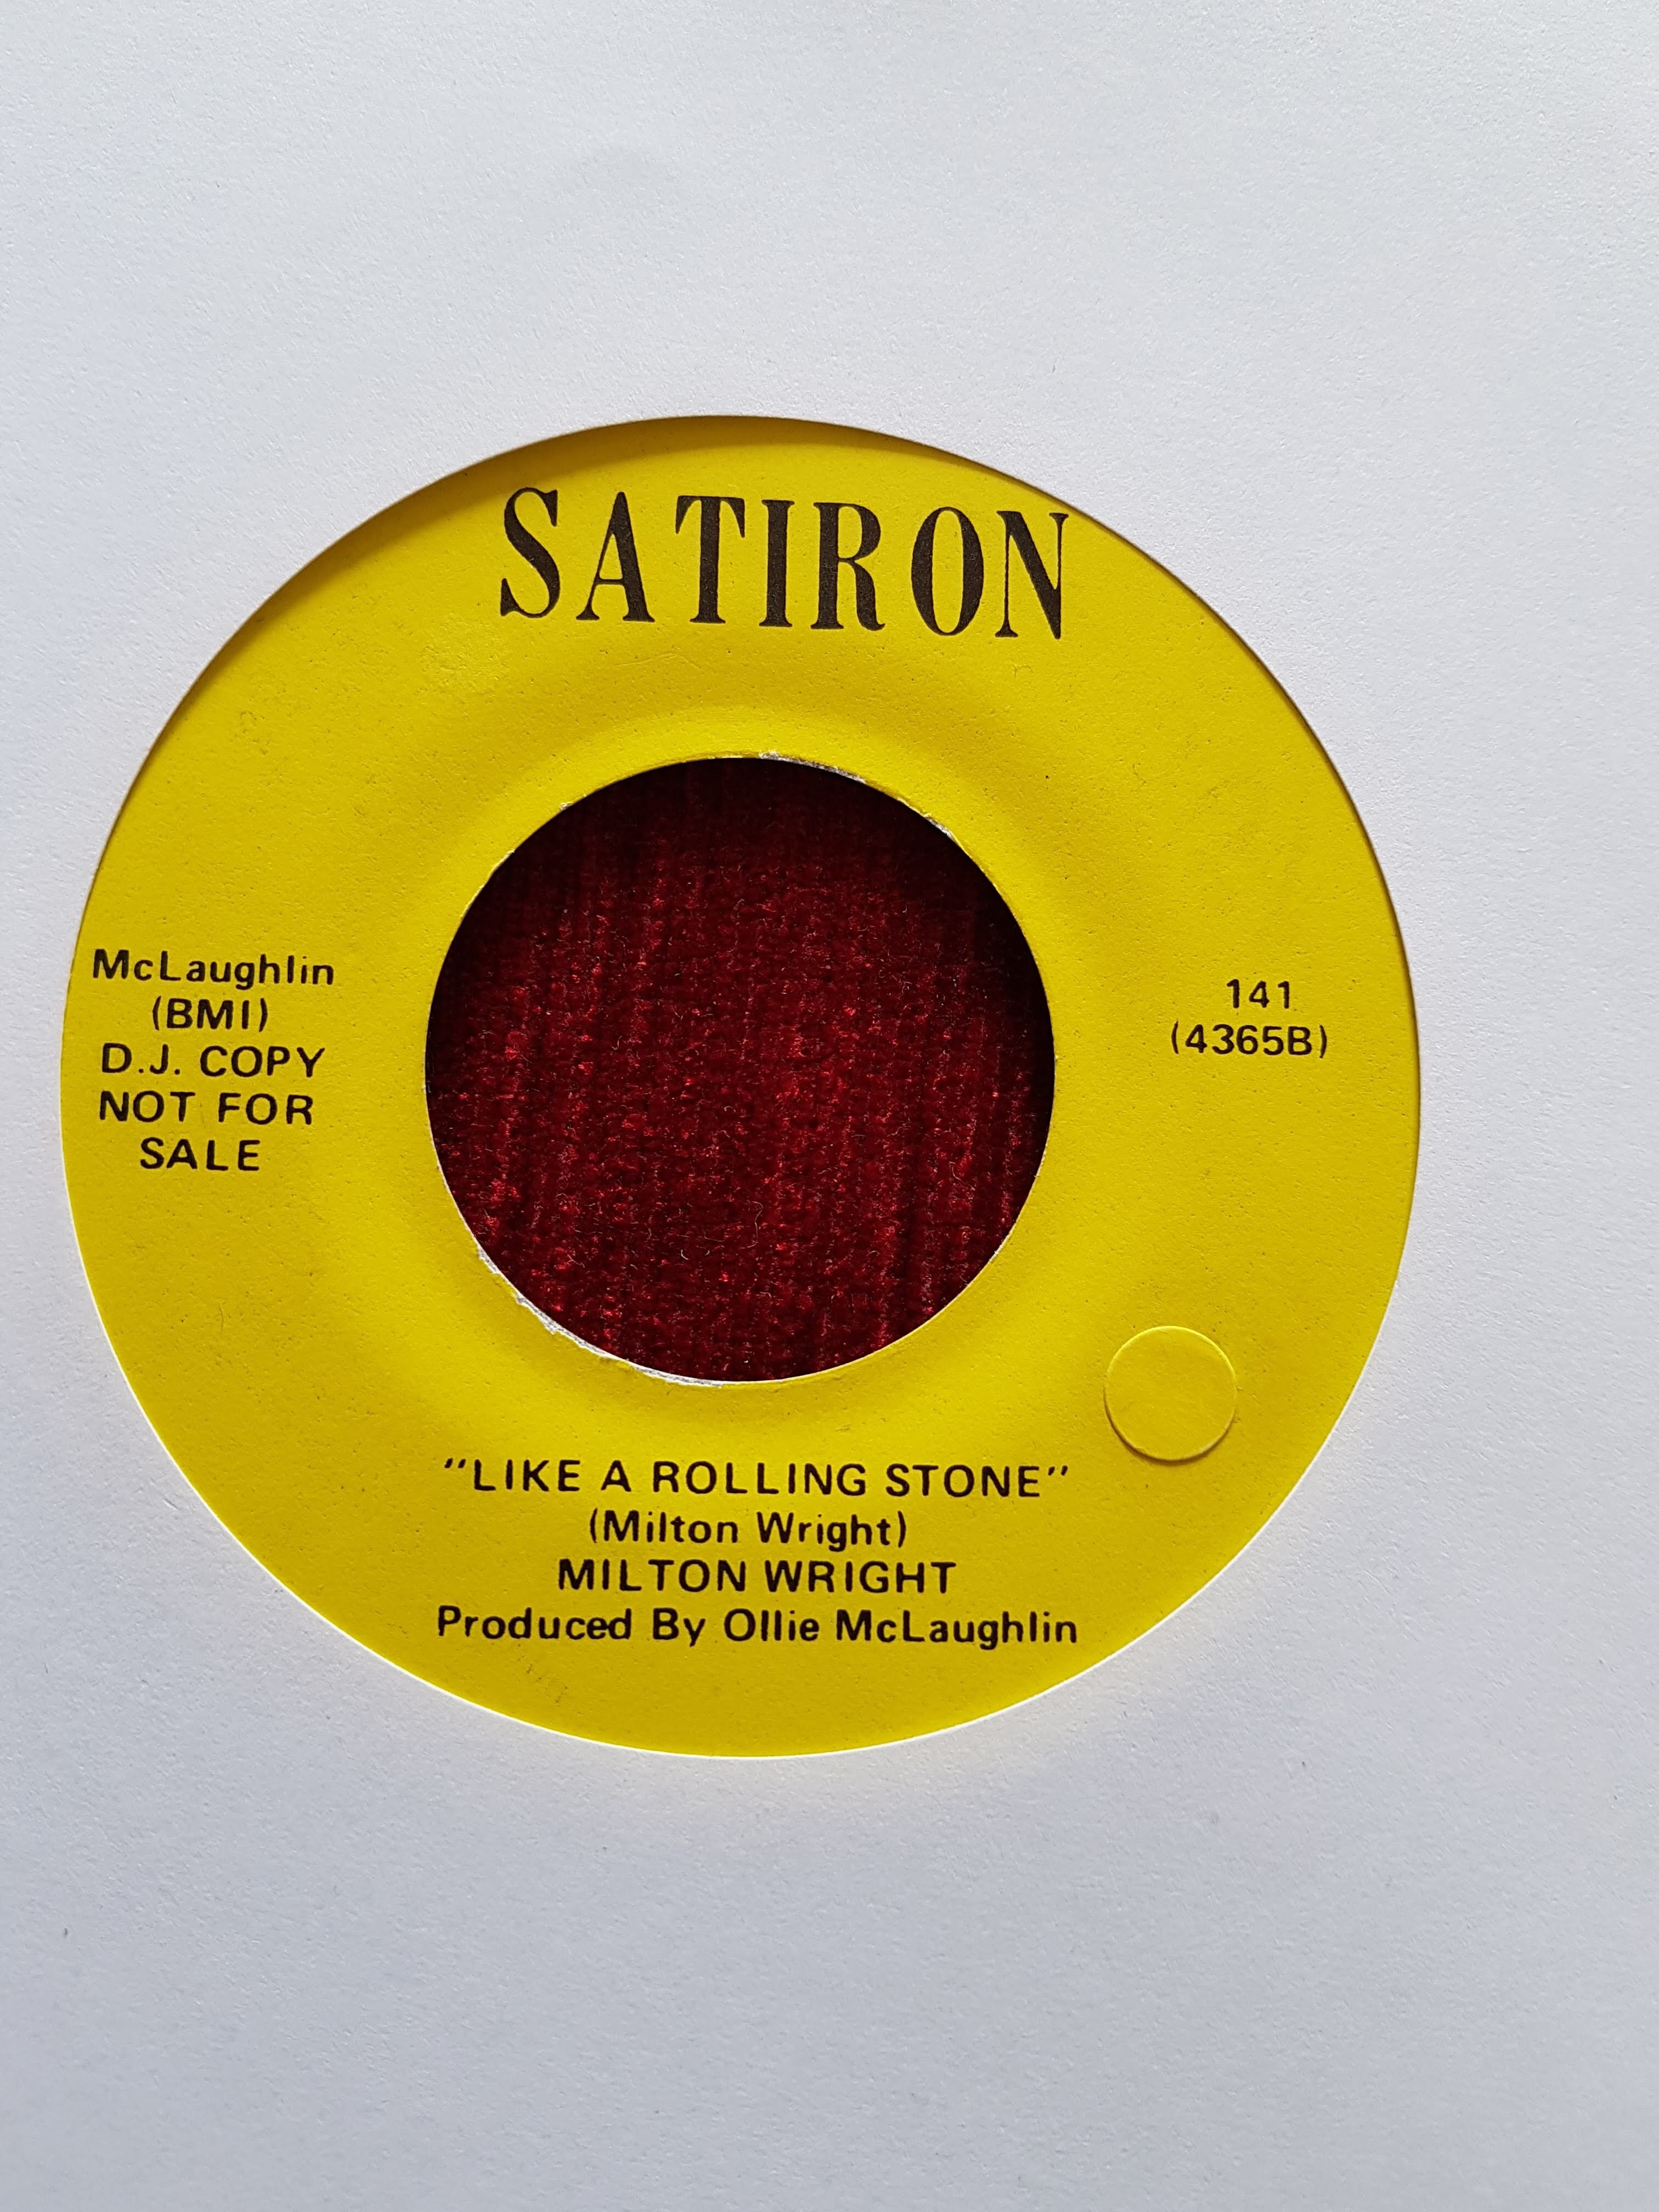 SATIRON
McLaughlin
(BMI)
D.J. COPY
NOT FOR
SALE
141
(4365B)
"LIKE A ROLLING STONE"
(Milton Wright)
MILTON WRIGHT
Produced By Ollie McLaughlin